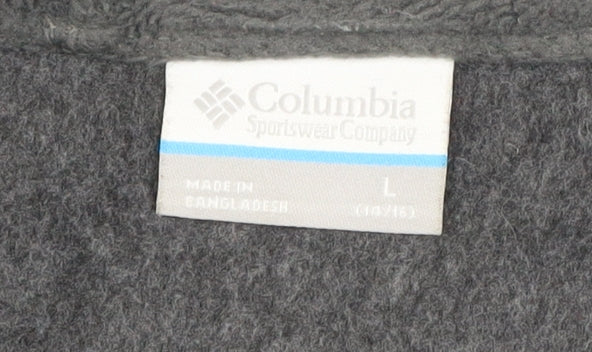 Columbia
Sportswear Company
MADE IN
BANGLADESH
L
(14/16)